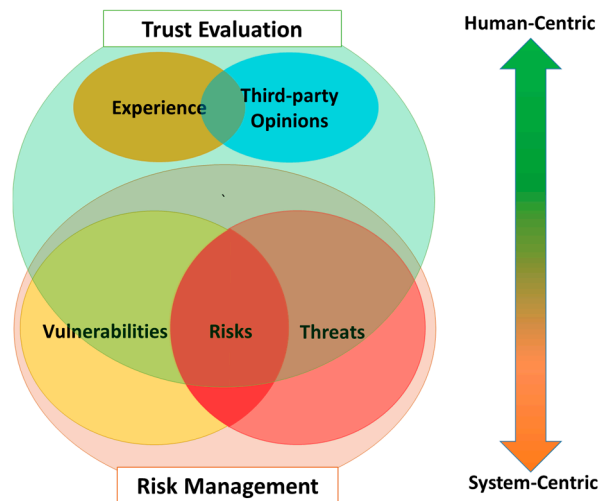 Trust Evaluation
Human-Centric
Experience
Third-party
Opinions
Vulnerabilities
Risks
Threats
Risk Management
System-Centric